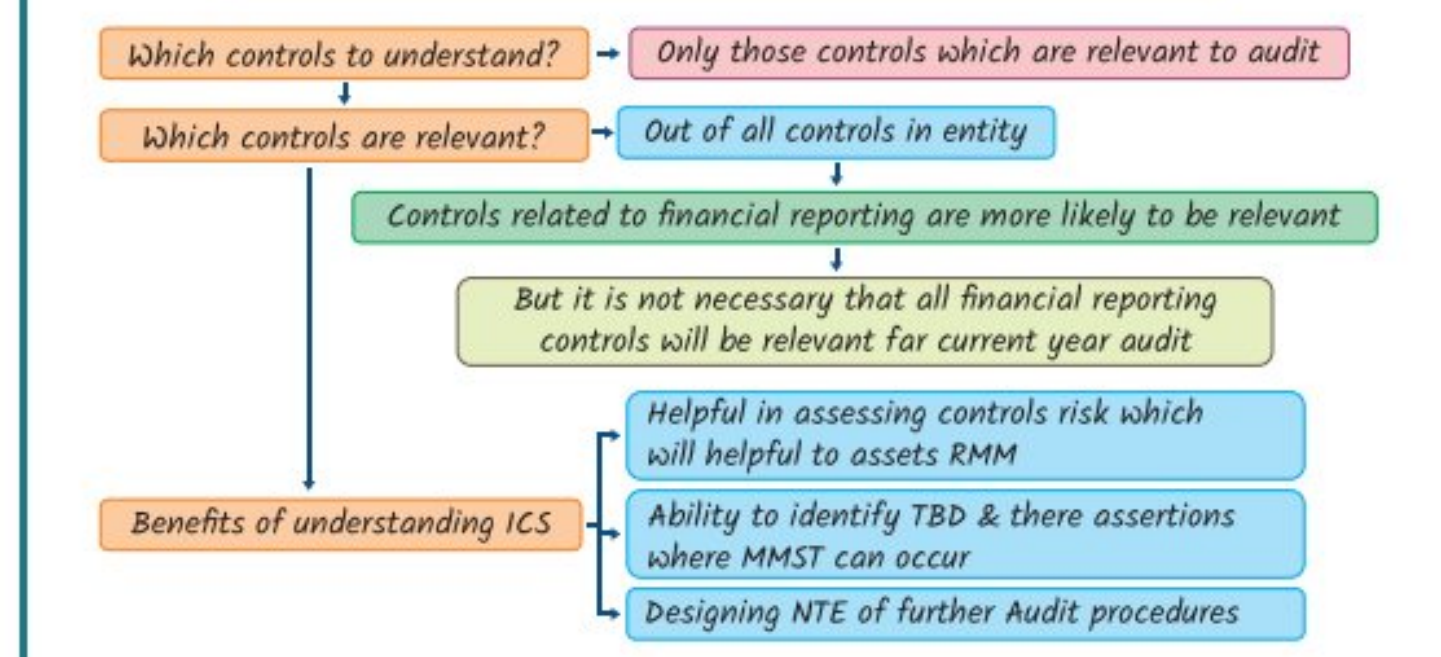 Which controls to understand?
Only those controls which are relevant to audit
Which controls are relevant?
Out of all controls in entity
Controls related to financial reporting are more likely to be relevant
But it is not necessary that all financial reporting
controls will be relevant far current year audit
Benefits of understanding ICS
Helpful in assessing controls risk which
will helpful to assets RMM
Ability to identify TBD & there assertions
where MMST can occur
Designing NTE of further Audit procedures